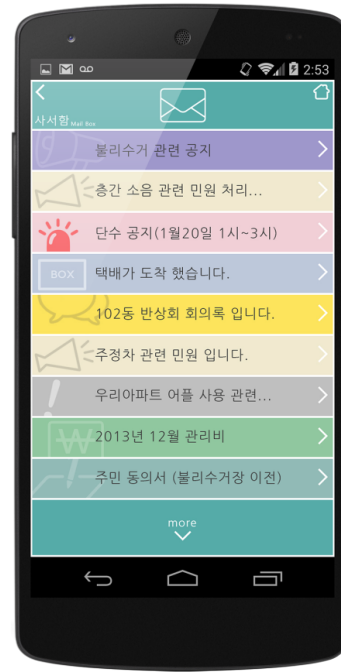 2:53
사서함 Mail Box
불리수거 관련 공지
층간 소음 관련 민원 처리...
단수 공지(1월20일 1시~3시)
BOX 택배가 도착 했습니다.
102동 반상회 회의록 입니다.
주정차 관련 민원 입니다.
우리아파트 어플 사용 관련...
2013년 12월 관리비
주민 동의서 (불리수거장 이전)
more